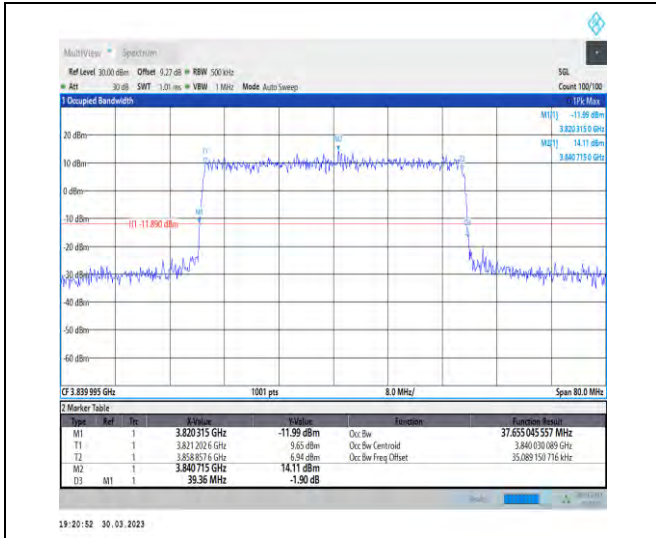 MultiView Spectrum
Ref Level 30.00 dBm Offset 9.27 dB RBW 500 kHz SGL
Att 30 dB SWT 1.01 ms VBW 1 MHz Mode Auto Sweep Count 100/100
1 Occupied Bandwidth 1Pk Max
M1[1] -11.99 dBm
3.820 315 0 GHz
M2[1] 14.11 dBm
3.840 715 0 GHz
20 dBm
M2
T1
10 dBm
0 dBm
M1
-10 dBm
H1 -11.890 dBm
-20 dBm
-30 dBm
-40 dBm
-50 dBm
-60 dBm
CF 3.839 995 GHz 1001 pts 8.0 MHz/ Span 80.0 MHz
2 Marker Table
Type Ref Trc X-Value Y-Value Function Function Result
M1 1 3.820315 GHz -11.99 dBm Occ Bw 37.655 045 557 MHz
T1 1 3.821 202 6 GHz 9.65 dBm Occ Bw Centroid 3.840 030 089 GHz
T2 1 3.858 857 6 GHz 6.94 dBm Occ Bw Freq Offset 35.089 150 716 kHz
M2 1 3.840715 GHz 14.11 dBm
D3 M1 1 39.36 MHz -1.90 dB
19:20:52 30.03.2023